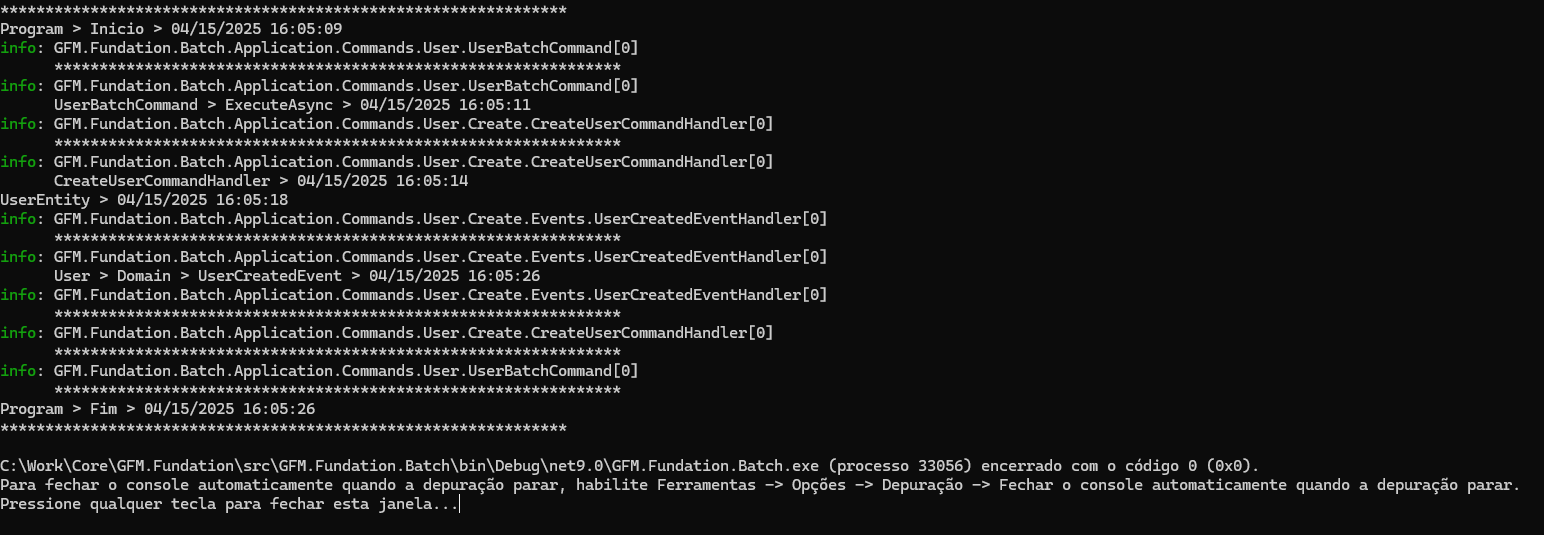 ***************************************************************
Program > Inicio > 04/15/2025 16:05:09
info: GFM.Fundation.Batch.Application.Commands.User.UserBatchCommand[0]
      ***************************************************************
info: GFM.Fundation.Batch.Application.Commands.User.UserBatchCommand[0]
      UserBatchCommand > ExecuteAsync > 04/15/2025 16:05:11
info: GFM.Fundation.Batch.Application.Commands.User.Create.CreateUserCommandHandler[0]
      ***************************************************************
info: GFM.Fundation.Batch.Application.Commands.User.Create.CreateUserCommandHandler[0]
      CreateUserCommandHandler > 04/15/2025 16:05:14
UserEntity > 04/15/2025 16:05:18
info: GFM.Fundation.Batch.Application.Commands.User.Create.Events.UserCreatedEventHandler[0]
      ***************************************************************
info: GFM.Fundation.Batch.Application.Commands.User.Create.Events.UserCreatedEventHandler[0]
      User > Domain > UserCreatedEvent > 04/15/2025 16:05:26
info: GFM.Fundation.Batch.Application.Commands.User.Create.Events.UserCreatedEventHandler[0]
      ***************************************************************
info: GFM.Fundation.Batch.Application.Commands.User.Create.CreateUserCommandHandler[0]
      ***************************************************************
info: GFM.Fundation.Batch.Application.Commands.User.UserBatchCommand[0]
      ***************************************************************
Program > Fim > 04/15/2025 16:05:26
***************************************************************
C:\Work\Core\GFM.Fundation\src\GFM.Fundation.Batch\bin\Debug\net9.0\GFM.Fundation.Batch.exe (processo 33056) encerrado com o código 0 (0x0).
Para fechar o console automaticamente quando a depuração parar, habilite Ferramentas -> Opções -> Depuração -> Fechar o console automaticamente quando a depuração parar.
Pressione qualquer tecla para fechar esta janela...